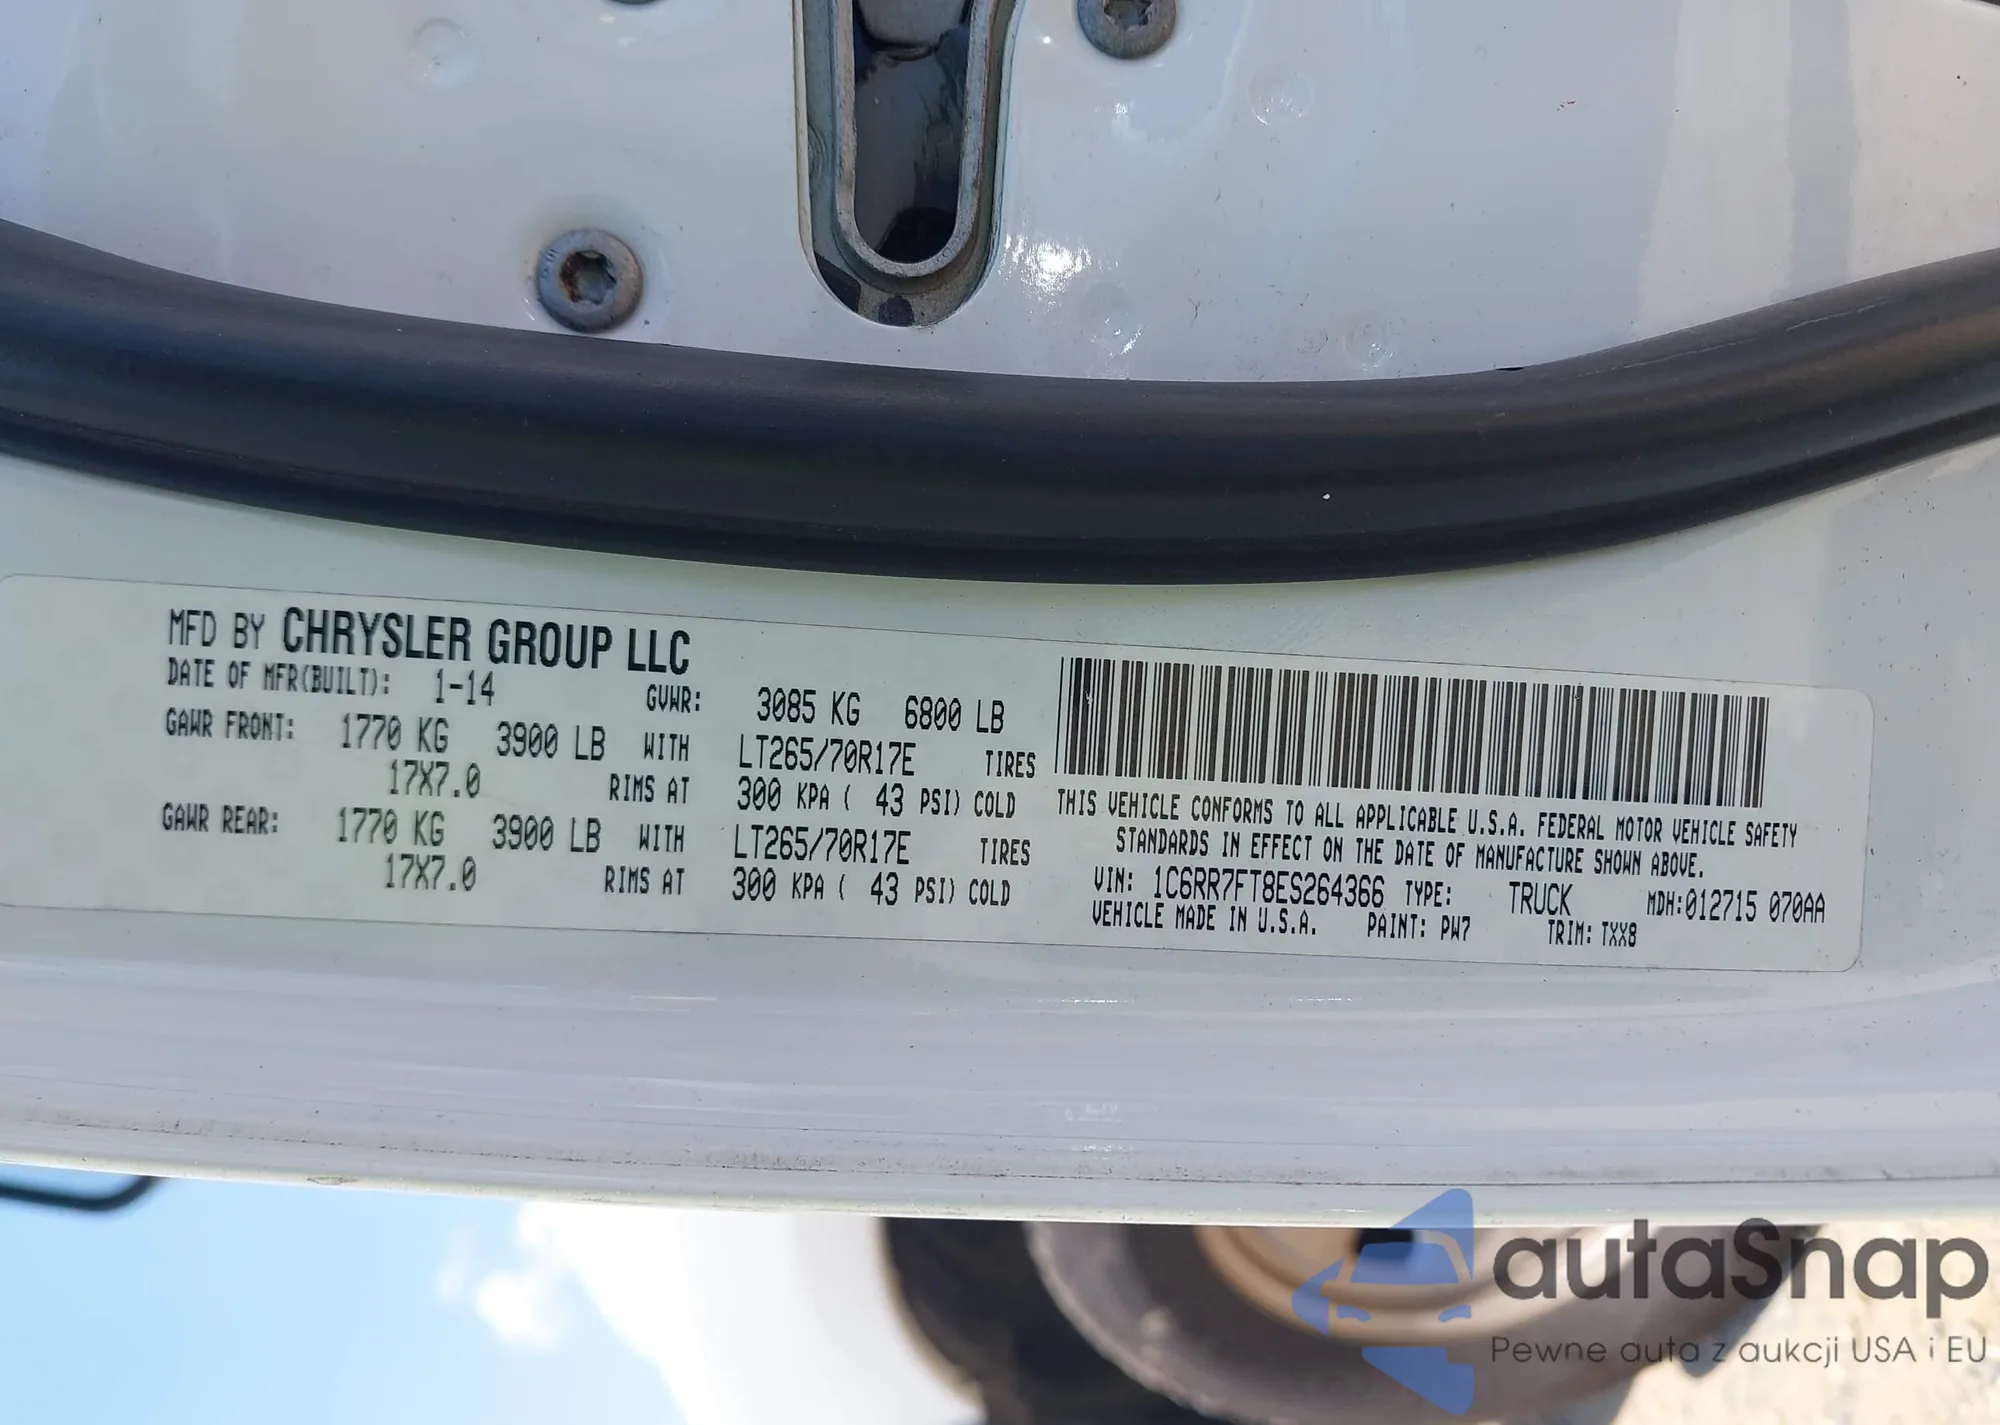 MFD BY CHRYSLER GROUP LLC
DATE OF MFR(BUILT): 1-14 GVWR: 3085 KG 6800 LB
GAWR FRONT: 1770 KG 3900 LB WITH LT265/70R17E TIRES
17X7.0 RIMS AT 300 KPA ( 43 PSI) COLD
GAWR REAR: 1770 KG 3900 LB WITH LT265/70R17E TIRES
17X7.0 RIMS AT 300 KPA ( 43 PSI) COLD
THIS VEHICLE CONFORMS TO ALL APPLICABLE U.S.A. FEDERAL MOTOR VEHICLE SAFETY
STANDARDS IN EFFECT ON THE DATE OF MANUFACTURE SHOWN ABOVE.
VIN: 1C6RR7FT8ES264366 TYPE: TRUCK MDH:012715 070AA
VEHICLE MADE IN U.S.A. PAINT: PW7 TRIM: TXX8
autaSnap
Pewne auta z aukcji USA i EU